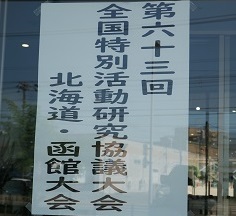 第六十三回
全国特別活動研究協議大会
北海道・函館大会